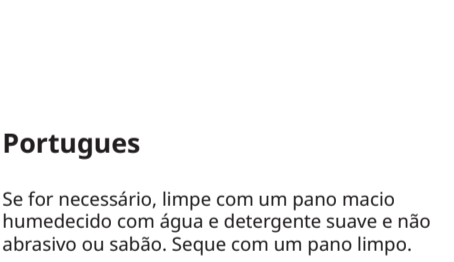 Portugues
Se for necessário, limpe com um pano macio
humedecido com água e detergente suave e não
abrasivo ou sabão. Seque com um pano limpo.